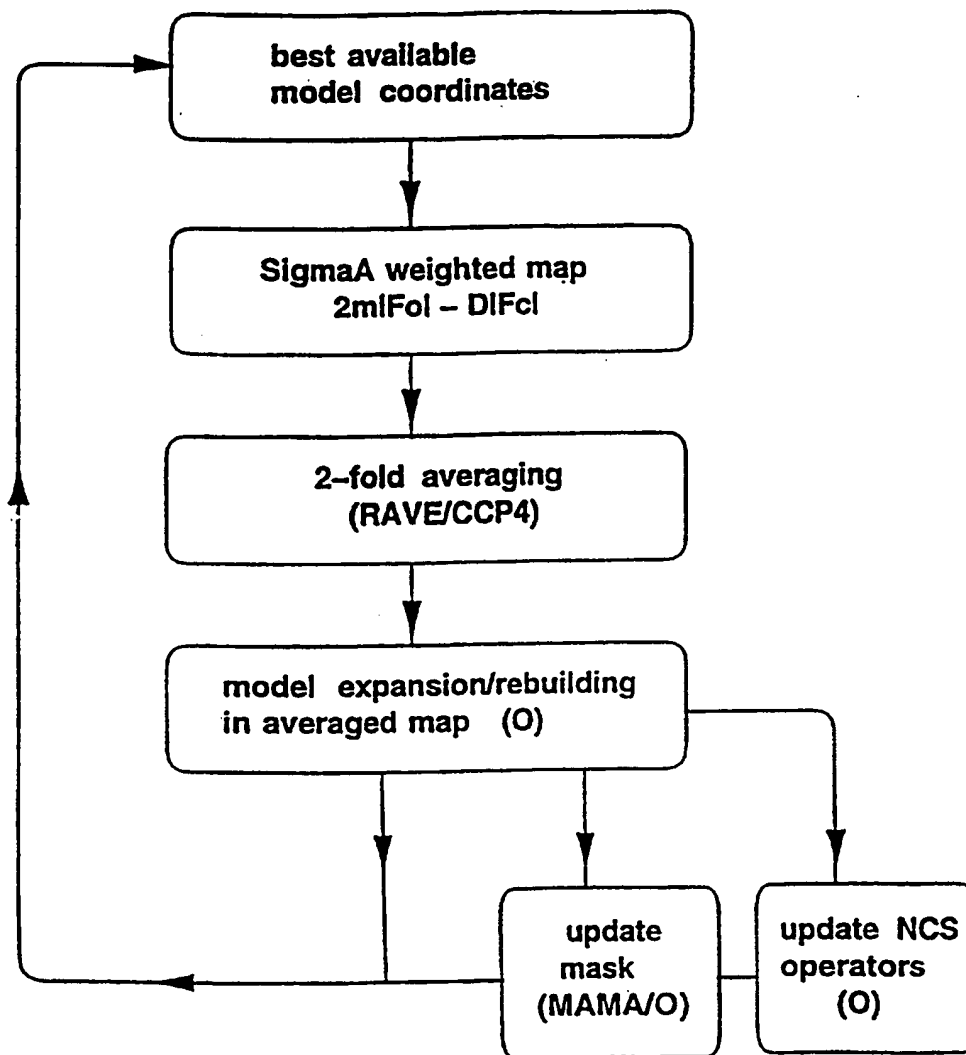 best available
model coordinates
SigmaA weighted map
2m|Fo| – D|Fc|
2–fold averaging
(RAVE/CCP4)
model expansion/rebuilding
in averaged map (O)
update
mask
(MAMA/O)
update NCS
operators
(O)